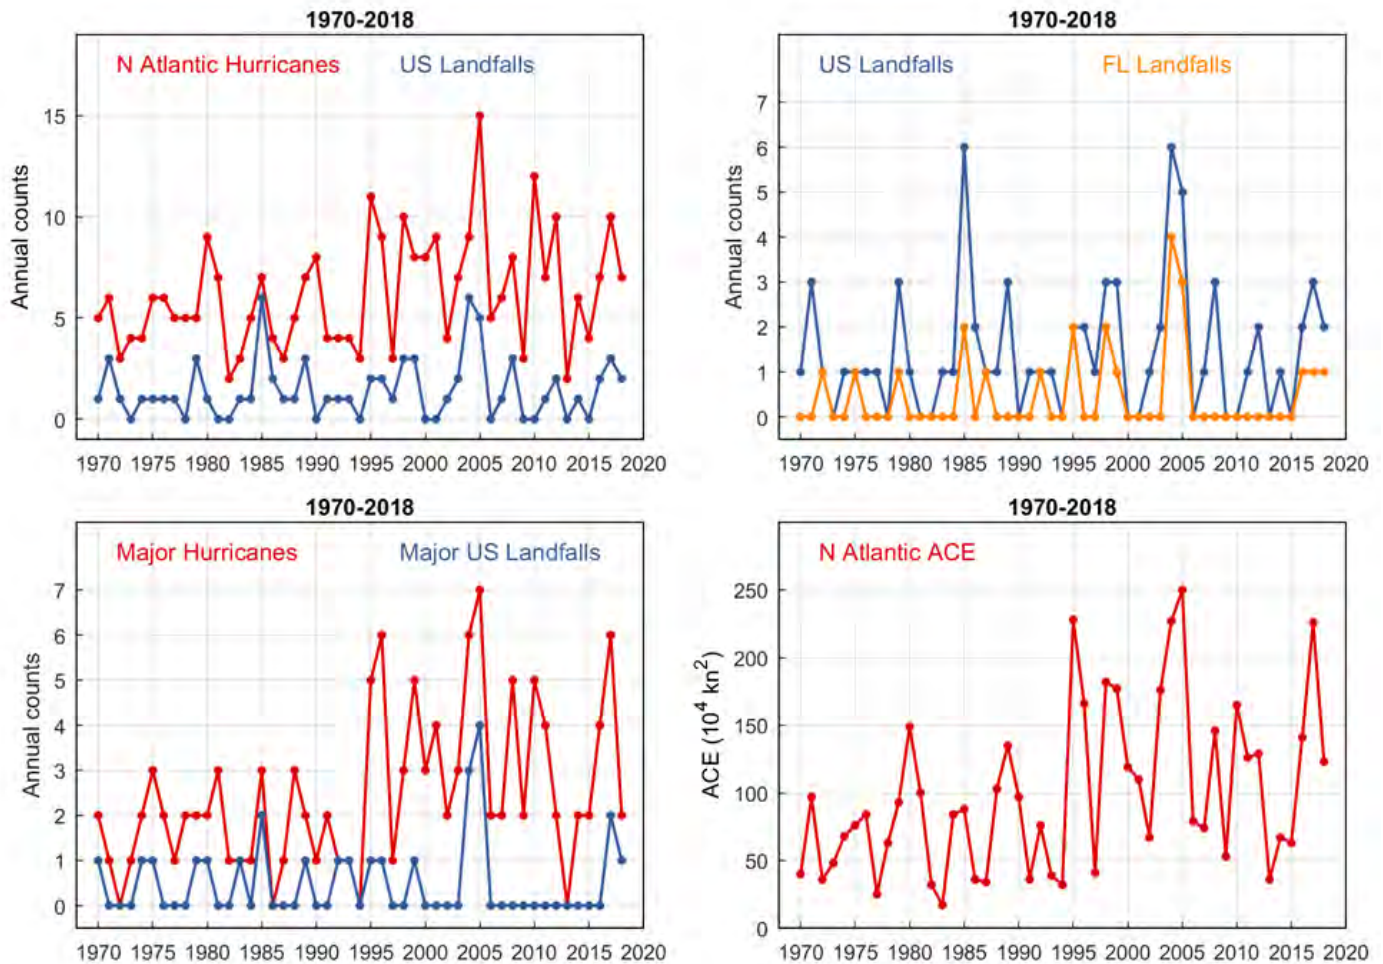 1970-2018
N Atlantic Hurricanes US Landfalls
Annual counts
15
10
5
0
1970 1975 1980 1985 1990 1995 2000 2005 2010 2015 2020
1970-2018
US Landfalls FL Landfalls
Annual counts
7
6
5
4
3
2
1
0
1970 1975 1980 1985 1990 1995 2000 2005 2010 2015 2020
1970-2018
Major Hurricanes Major US Landfalls
Annual counts
7
6
5
4
3
2
1
0
1970 1975 1980 1985 1990 1995 2000 2005 2010 2015 2020
1970-2018
N Atlantic ACE
ACE (10⁴ kn²)
250
200
150
100
50
0
1970 1975 1980 1985 1990 1995 2000 2005 2010 2015 2020